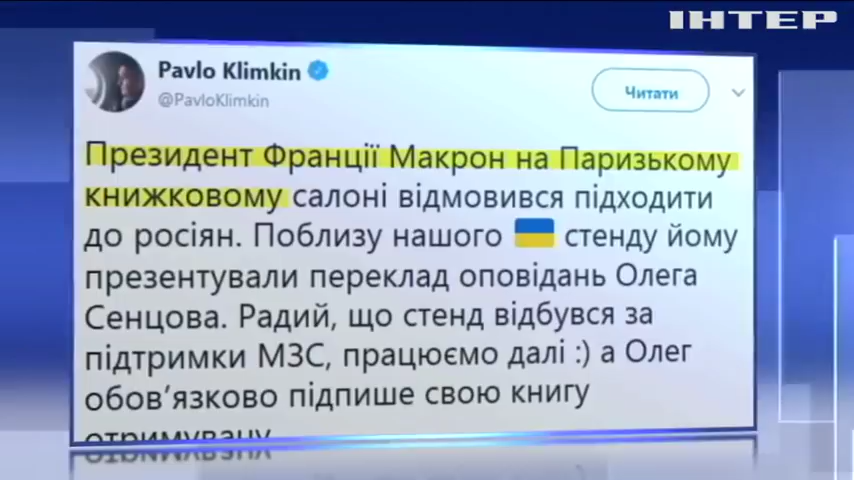 ІНТЕР
Pavlo Klimkin
@PavloKlimkin
Читати
Президент Франції Макрон на Паризькому
книжковому салоні відмовився підходити
до росіян. Поблизу нашого 🇺🇦 стенду йому
презентували переклад оповідань Олега
Сенцова. Радий, що стенд відбувся за
підтримки МЗС, працюємо далі :) а Олег
обов’язково підпише свою книгу
отримувачу